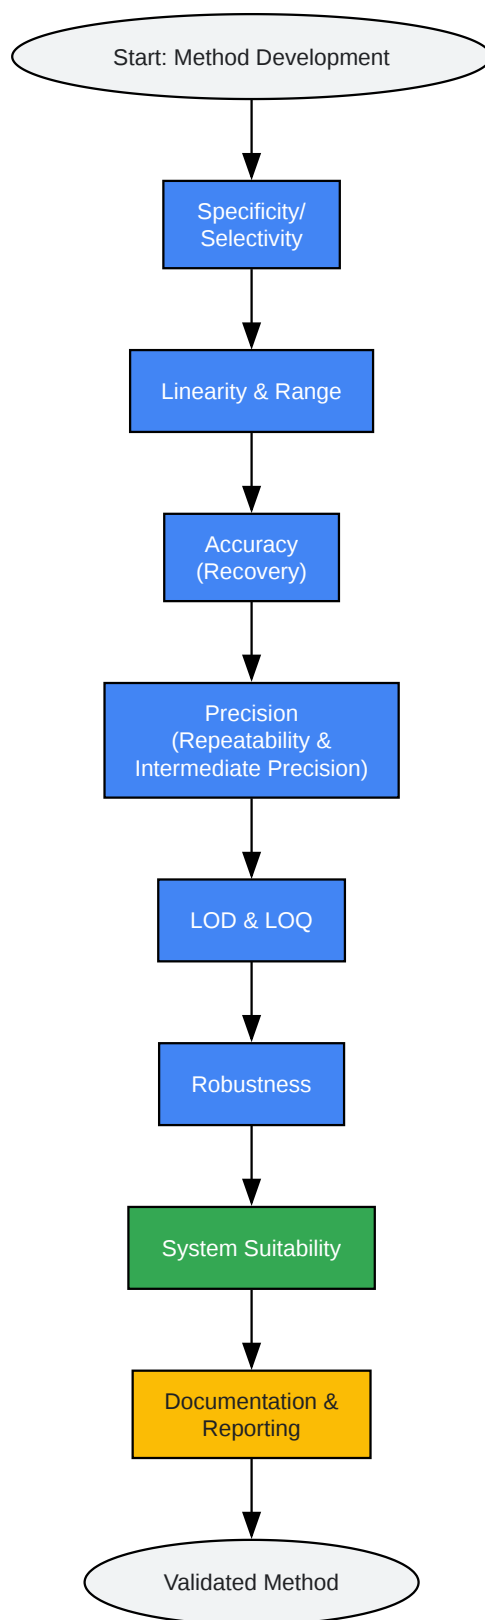 Start: Method Development
Specificity/
Selectivity
Linearity & Range
Accuracy
(Recovery)
Precision
(Repeatability &
Intermediate Precision)
LOD & LOQ
Robustness
System Suitability
Documentation &
Reporting
Validated Method